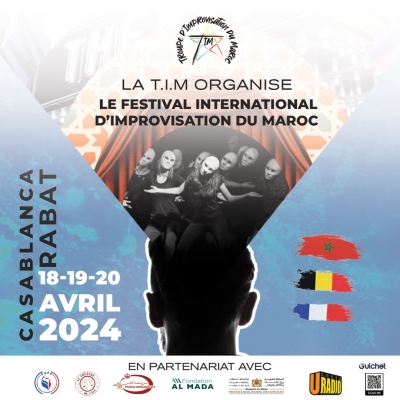 TROUPE D'IMPROVISATION DU MAROC
TIM
LA T.I.M ORGANISE
LE FESTIVAL INTERNATIONAL
D'IMPROVISATION DU MAROC
CASABLANCA
RABAT
18-19-20
AVRIL
2024
EN PARTENARIAT AVEC
Fondation
AL MADA
URADIO
Guichet